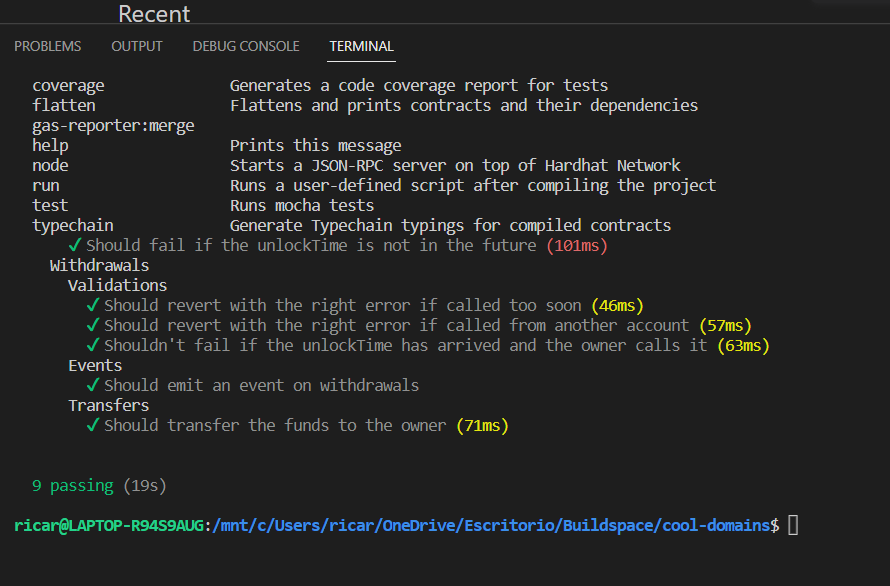 Recent
PROBLEMS OUTPUT DEBUG CONSOLE TERMINAL
coverage Generates a code coverage report for tests
flatten Flattens and prints contracts and their dependencies
gas-reporter:merge
help Prints this message
node Starts a JSON-RPC server on top of Hardhat Network
run Runs a user-defined script after compiling the project
test Runs mocha tests
typechain Generate Typechain typings for compiled contracts
✓ Should fail if the unlockTime is not in the future (101ms)
Withdrawals
Validations
✓ Should revert with the right error if called too soon (46ms)
✓ Should revert with the right error if called from another account (57ms)
✓ Shouldn't fail if the unlockTime has arrived and the owner calls it (63ms)
Events
✓ Should emit an event on withdrawals
Transfers
✓ Should transfer the funds to the owner (71ms)
9 passing (19s)
ricar@LAPTOP-R94S9AUG:/mnt/c/Users/ricar/OneDrive/Escritorio/Buildspace/cool-domains$